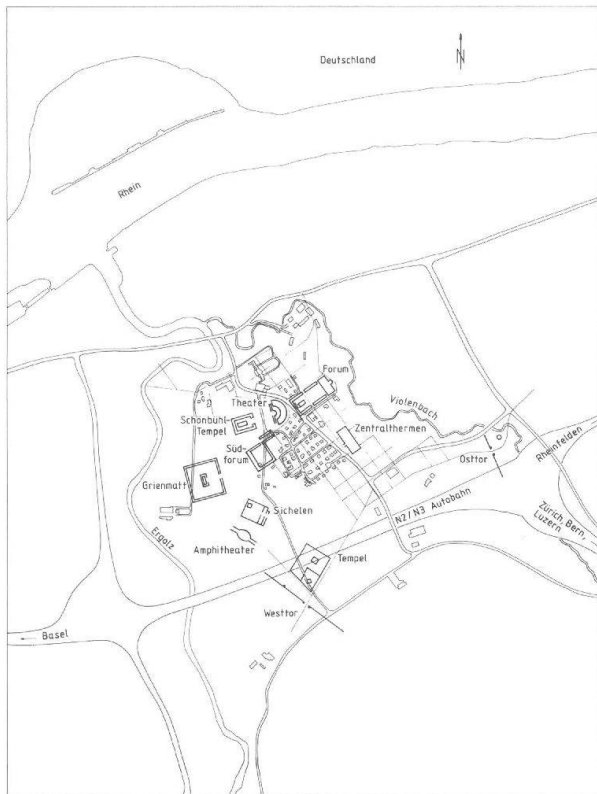 Deutschland
N
Rhein
Forum
Theater
Violenbach
Schönbühl-
Tempel
Zentralthermen
Süd-
forum
Osttor
Rheinfelden
Grienmatt
Sichelen
N2/N3 Autobahn
Zürich, Bern,
Luzern
Ergolz
Amphitheater
Tempel
Westtor
Basel